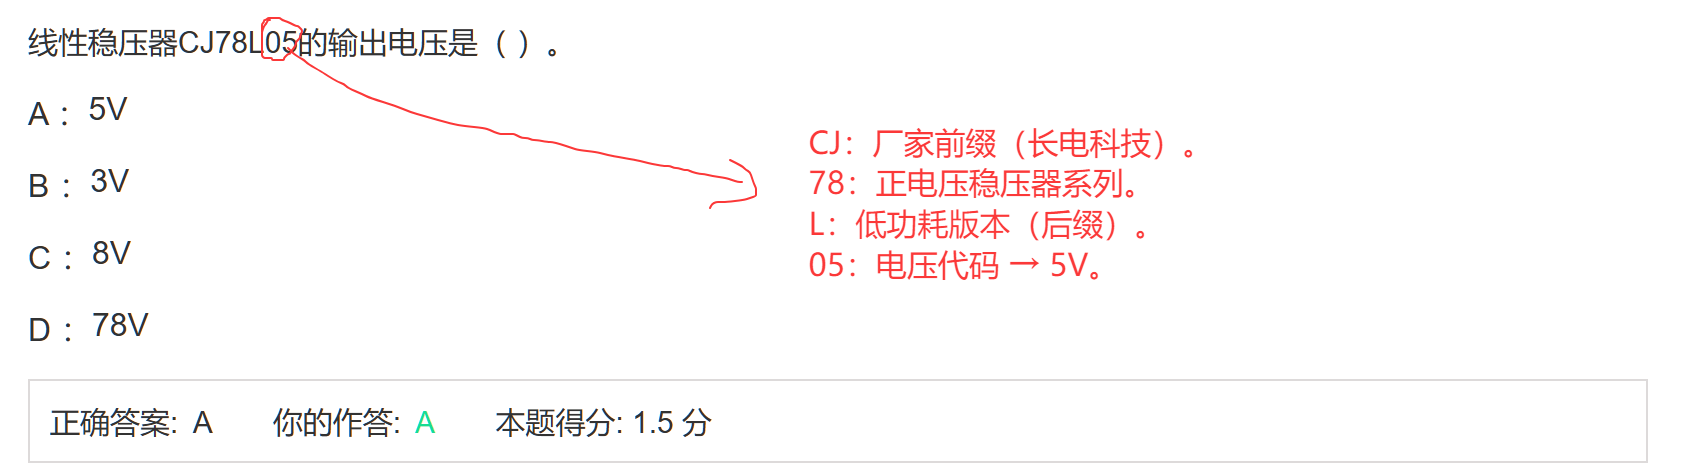 线性稳压器CJ78L05的输出电压是（ ）。
A： 5V
B： 3V
C： 8V
D： 78V
CJ：厂家前缀（长电科技）。
78：正电压稳压器系列。
L：低功耗版本（后缀）。
05：电压代码 → 5V。
正确答案: A 你的作答: A 本题得分: 1.5 分